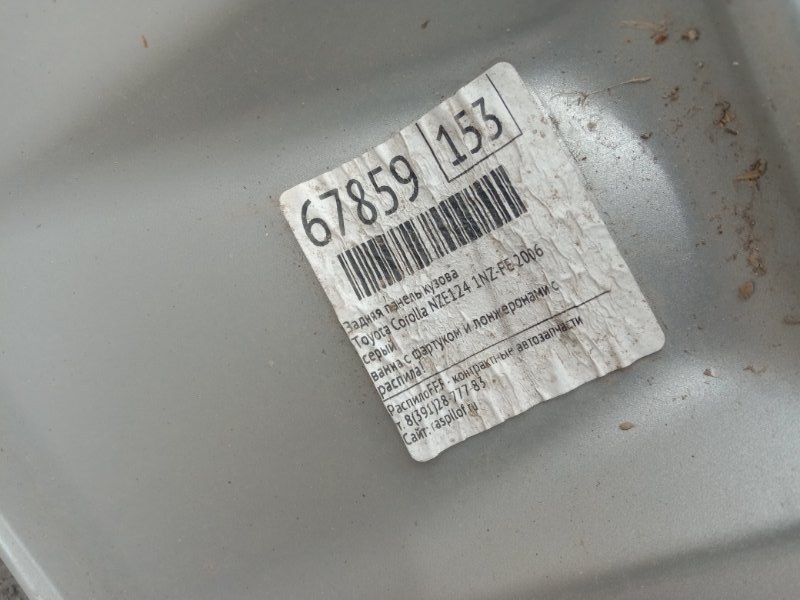 67859 153
Задняя панель кузова
Toyota Corolla NZE124 1NZ-FE 2006
серый
ванна с фартуком и лонжеронами с
распила!
РаспилоFF.F - контрактные автозапчасти
т. 8(391)28-777-83
Сайт: raspilof.ru